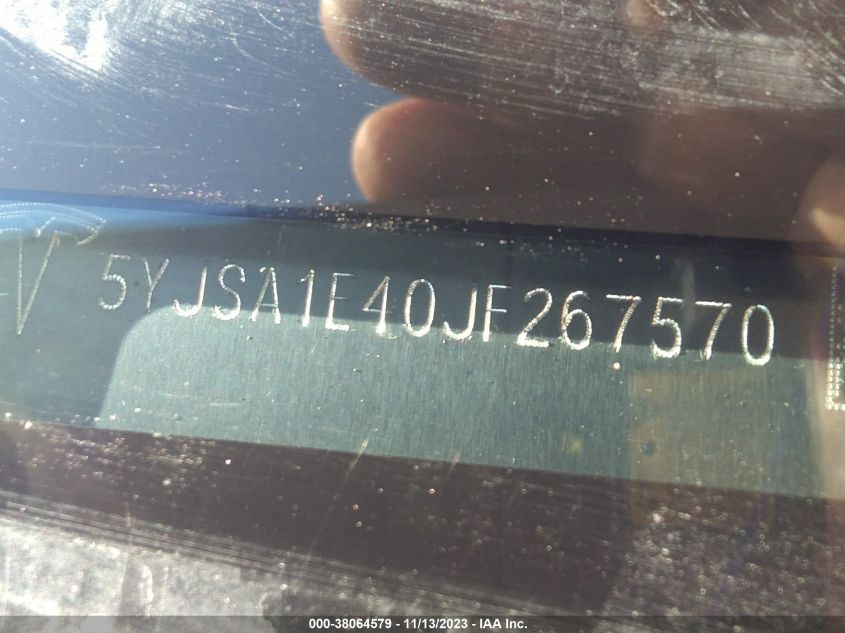 5YJSA1E40JF267570
000-38064579 - 11/13/2023 - IAA Inc.